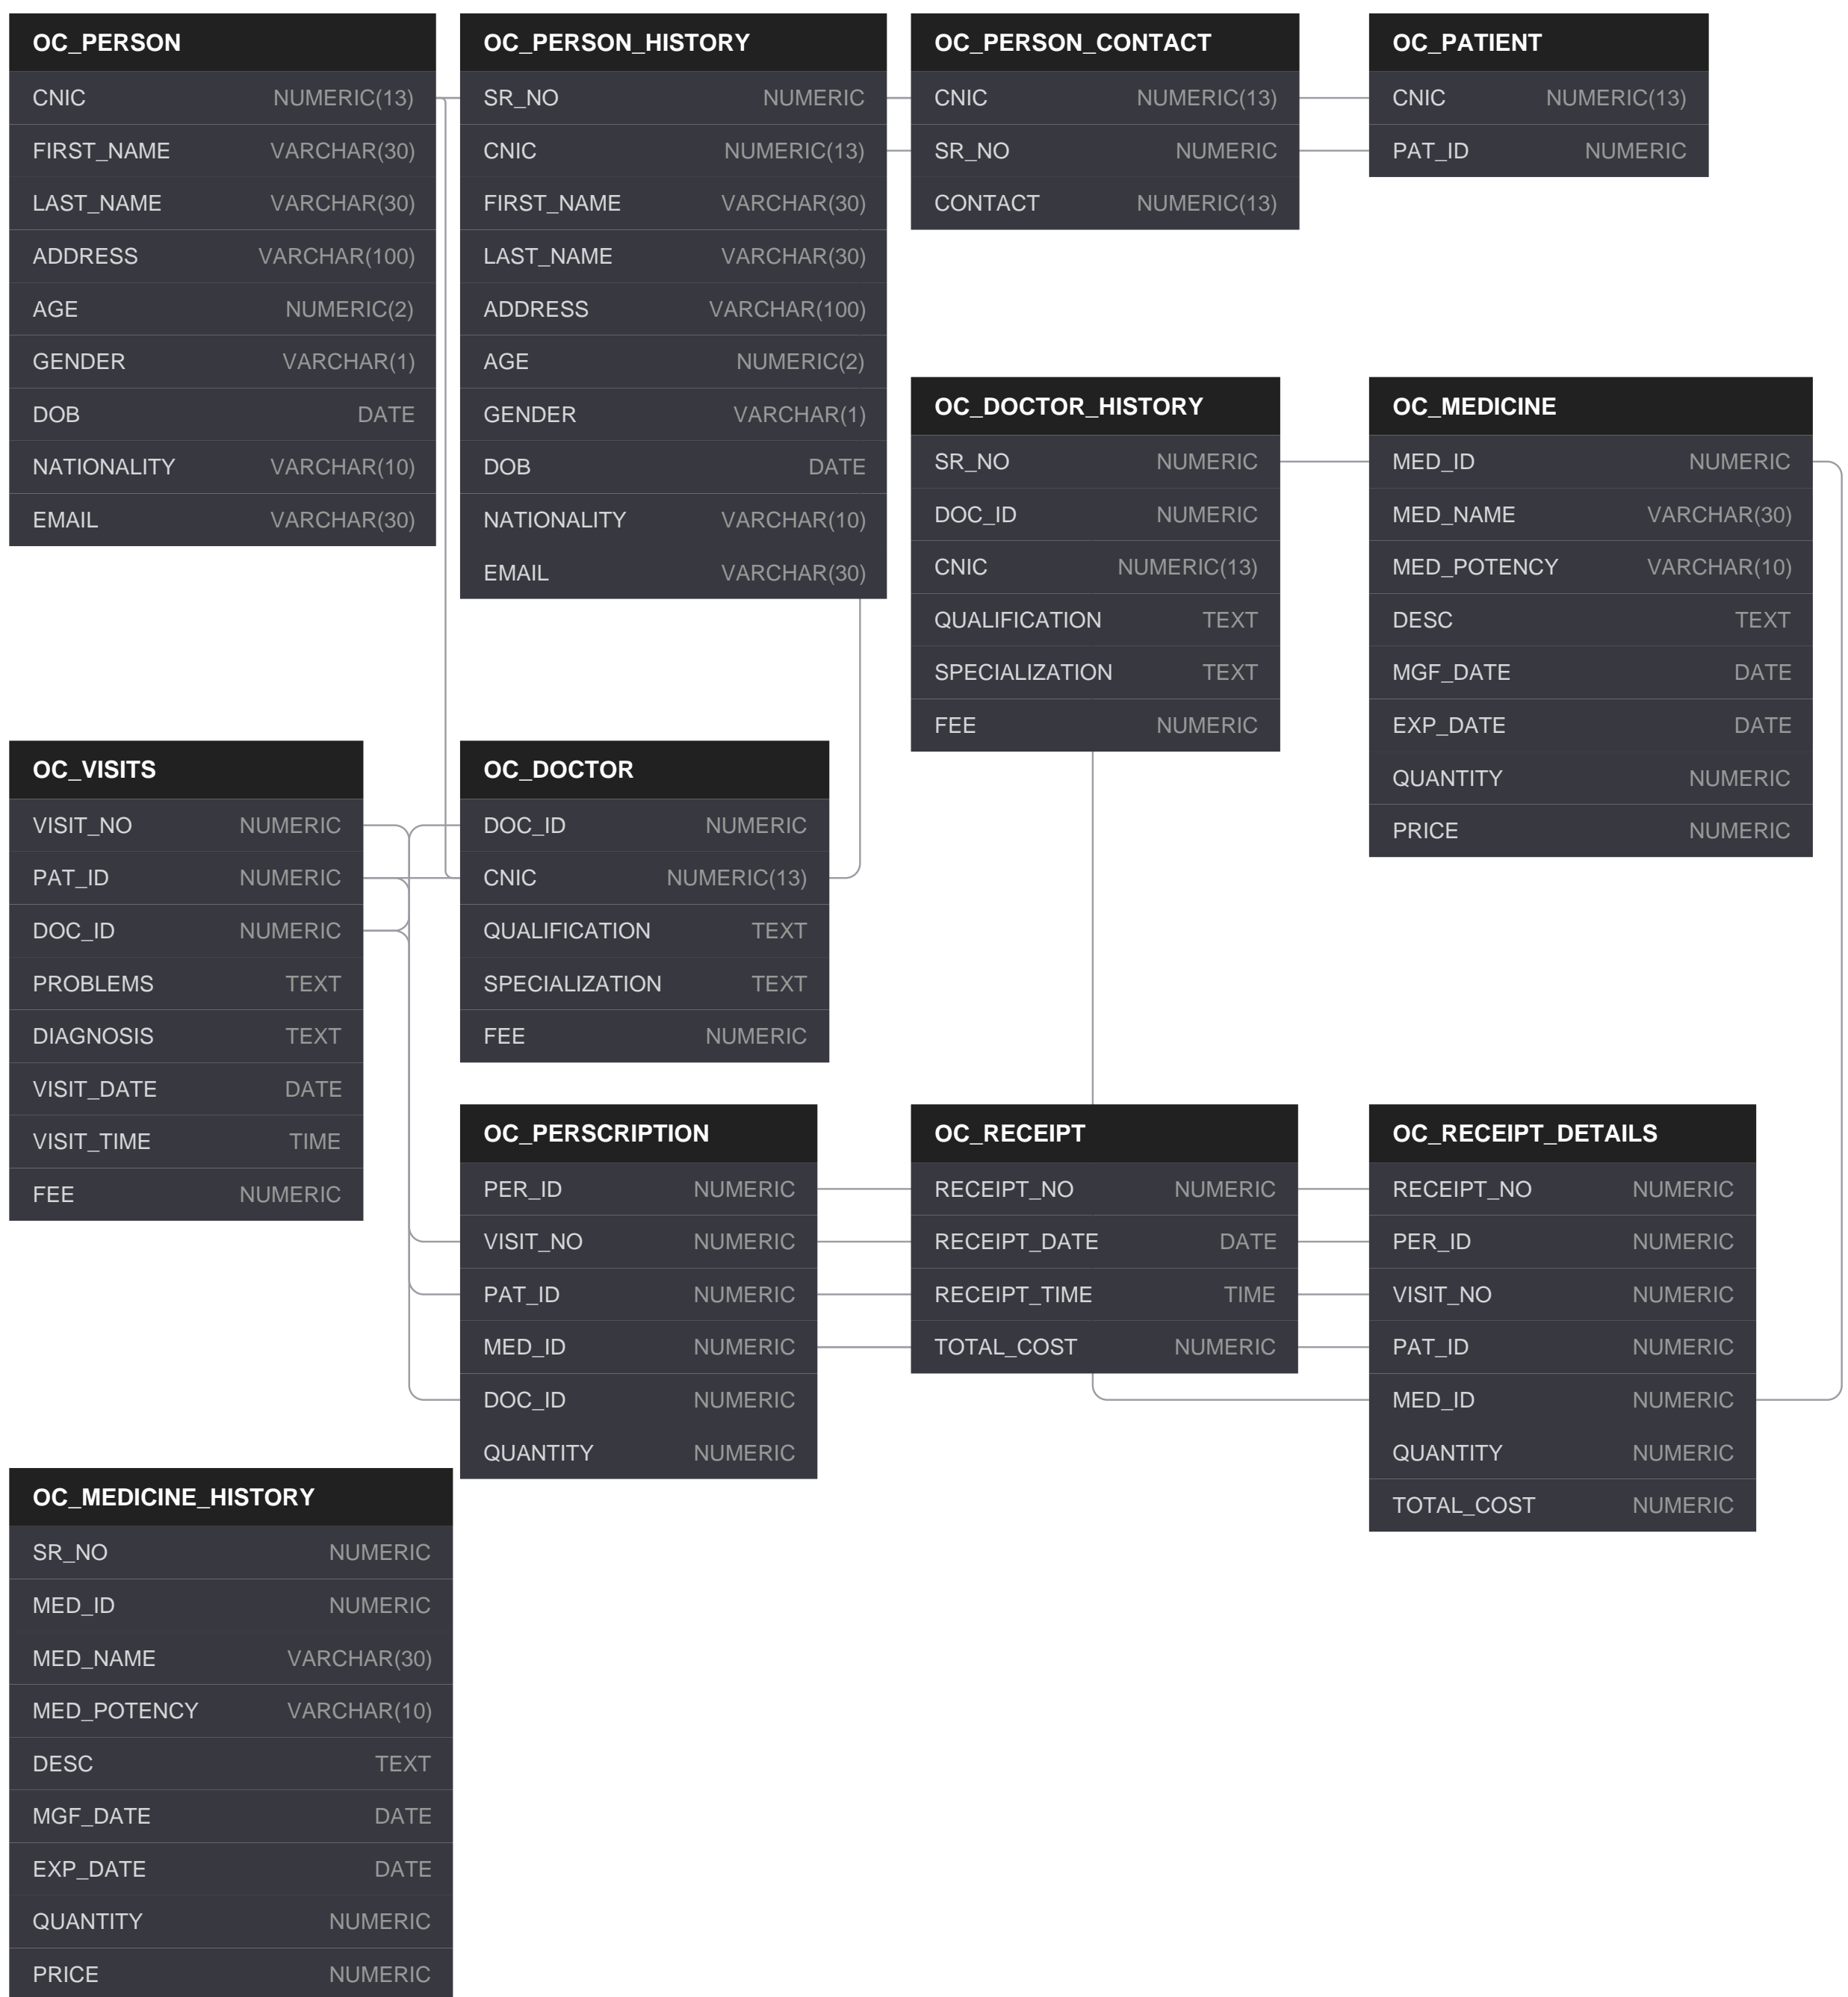 OC_PERSON
CNIC NUMERIC(13)
FIRST_NAME VARCHAR(30)
LAST_NAME VARCHAR(30)
ADDRESS VARCHAR(100)
AGE NUMERIC(2)
GENDER VARCHAR(1)
DOB DATE
NATIONALITY VARCHAR(10)
EMAIL VARCHAR(30)
OC_PERSON_HISTORY
SR_NO NUMERIC
CNIC NUMERIC(13)
FIRST_NAME VARCHAR(30)
LAST_NAME VARCHAR(30)
ADDRESS VARCHAR(100)
AGE NUMERIC(2)
GENDER VARCHAR(1)
DOB DATE
NATIONALITY VARCHAR(10)
EMAIL VARCHAR(30)
OC_PERSON_CONTACT
CNIC NUMERIC(13)
SR_NO NUMERIC
CONTACT NUMERIC(13)
OC_PATIENT
CNIC NUMERIC(13)
PAT_ID NUMERIC
OC_DOCTOR_HISTORY
SR_NO NUMERIC
DOC_ID NUMERIC
CNIC NUMERIC(13)
QUALIFICATION TEXT
SPECIALIZATION TEXT
FEE NUMERIC
OC_MEDICINE
MED_ID NUMERIC
MED_NAME VARCHAR(30)
MED_POTENCY VARCHAR(10)
DESC TEXT
MGF_DATE DATE
EXP_DATE DATE
QUANTITY NUMERIC
PRICE NUMERIC
OC_VISITS
VISIT_NO NUMERIC
PAT_ID NUMERIC
DOC_ID NUMERIC
PROBLEMS TEXT
DIAGNOSIS TEXT
VISIT_DATE DATE
VISIT_TIME TIME
FEE NUMERIC
OC_DOCTOR
DOC_ID NUMERIC
CNIC NUMERIC(13)
QUALIFICATION TEXT
SPECIALIZATION TEXT
FEE NUMERIC
OC_PERSCRIPTION
PER_ID NUMERIC
VISIT_NO NUMERIC
PAT_ID NUMERIC
MED_ID NUMERIC
DOC_ID NUMERIC
QUANTITY NUMERIC
OC_RECEIPT
RECEIPT_NO NUMERIC
RECEIPT_DATE DATE
RECEIPT_TIME TIME
TOTAL_COST NUMERIC
OC_RECEIPT_DETAILS
RECEIPT_NO NUMERIC
PER_ID NUMERIC
VISIT_NO NUMERIC
PAT_ID NUMERIC
MED_ID NUMERIC
QUANTITY NUMERIC
TOTAL_COST NUMERIC
OC_MEDICINE_HISTORY
SR_NO NUMERIC
MED_ID NUMERIC
MED_NAME VARCHAR(30)
MED_POTENCY VARCHAR(10)
DESC TEXT
MGF_DATE DATE
EXP_DATE DATE
QUANTITY NUMERIC
PRICE NUMERIC